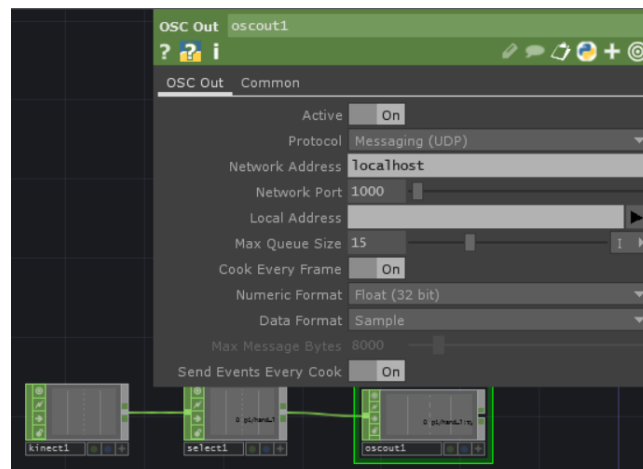 OSC Out oscout1
? ? i
OSC Out Common
Active On
Protocol Messaging (UDP)
Network Address localhost
Network Port 1000
Local Address
Max Queue Size 15 I
Cook Every Frame On
Numeric Format Float (32 bit)
Data Format Sample
Max Message Bytes 8000
Send Events Every Cook On
kinect1 select1 oscout1